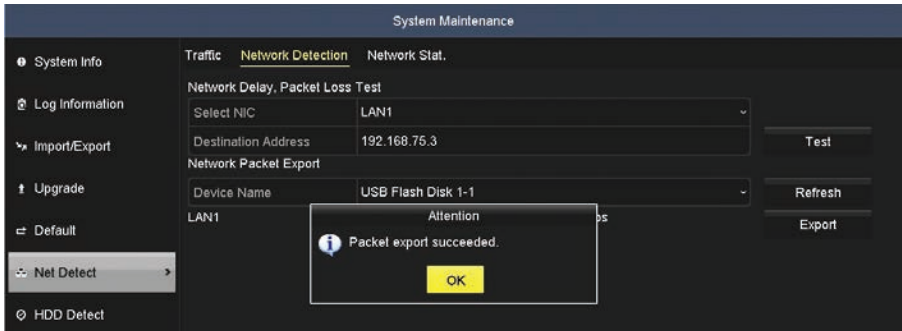 System Maintenance
System Info
Log Information
Import/Export
Upgrade
Default
Net Detect
HDD Detect
Traffic Network Detection Network Stat.
Network Delay, Packet Loss Test
Select NIC LAN1
Destination Address 192.168.75.3 Test
Network Packet Export
Device Name USB Flash Disk 1-1 Refresh
LAN1 Export
Attention
Packet export succeeded.
OK